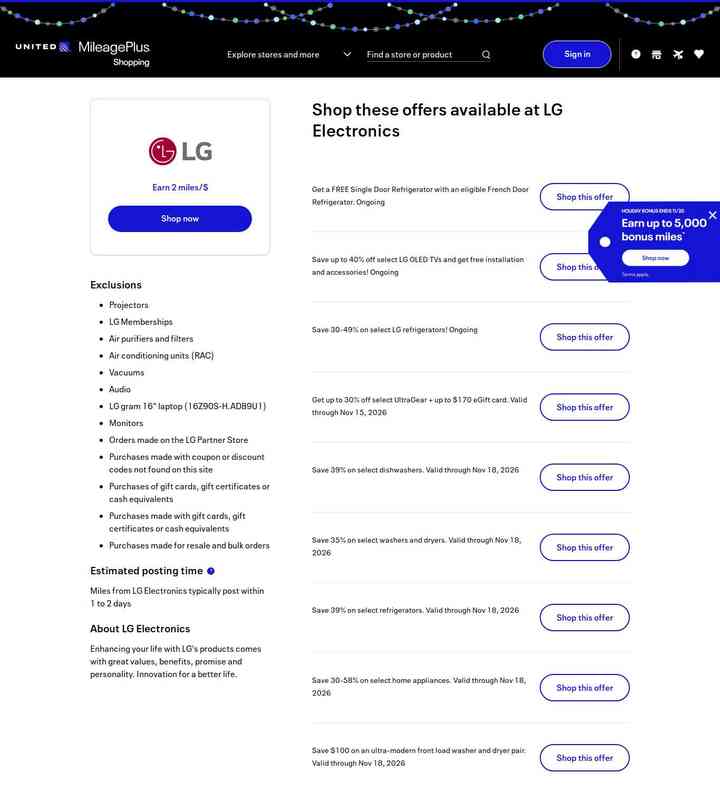 UNITED MileagePlus
Shopping
Explore stores and more
Find a store or product
Sign in
LG
Earn 2 miles/$
Shop now
Exclusions
Projectors
LG Memberships
Air purifiers and filters
Air conditioning units (RAC)
Vacuums
Audio
LG gram 16" laptop (16Z90S-H.ADB9U1)
Monitors
Orders made on the LG Partner Store
Purchases made with coupon or discount
codes not found on this site
Purchases of gift cards, gift certificates or
cash equivalents
Purchases made with gift cards, gift
certificates or cash equivalents
Purchases made for resale and bulk orders
Estimated posting time
Miles from LG Electronics typically post within
1 to 2 days
About LG Electronics
Enhancing your life with LG's products comes
with great values, benefits, promise and
personality. Innovation for a better life.
Shop these offers available at LG
Electronics
Get a FREE Single Door Refrigerator with an eligible French Door
Refrigerator. Ongoing
Shop this offer
Save up to 40% off select LG OLED TVs and get free installation
and accessories! Ongoing
Shop this o
HOLIDAY BONUS ENDS 11/20
Earn up to 5,000
bonus miles*
Shop now
Terms apply.
Save 30-49% on select LG refrigerators! Ongoing
Shop this offer
Get up to 30% off select UltraGear + up to $170 eGift card. Valid
through Nov 15, 2026
Shop this offer
Save 39% on select dishwashers. Valid through Nov 18, 2026
Shop this offer
Save 35% on select washers and dryers. Valid through Nov 18,
2026
Shop this offer
Save 39% on select refrigerators. Valid through Nov 18, 2026
Shop this offer
Save 30-58% on select home appliances. Valid through Nov 18,
2026
Shop this offer
Save $100 on an ultra-modern front load washer and dryer pair.
Valid through Nov 18, 2026
Shop this offer